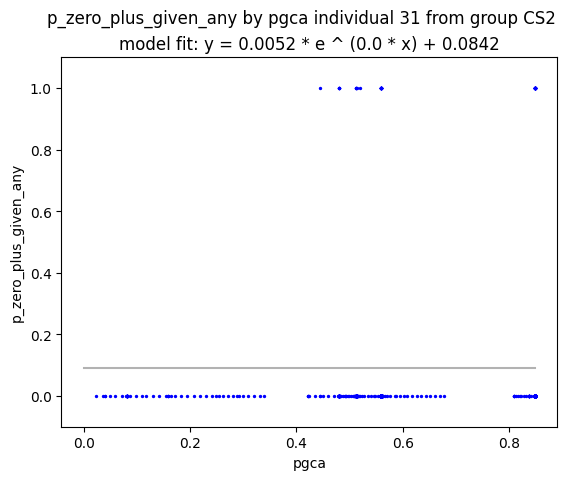 p_zero_plus_given_any by pgca individual 31 from group CS2
model fit: y = 0.0052 * e ^ (0.0 * x) + 0.0842
1.0
0.8
0.6
0.4
0.2
0.0
p_zero_plus_given_any
0.0 0.2 0.4 0.6 0.8
pgca